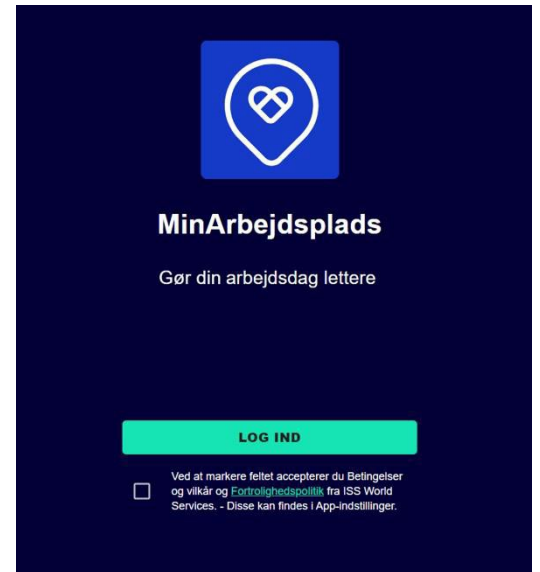 MinArbejdsplads
Gør din arbejdsdag lettere
LOG IND
Ved at markere feltet accepterer du Betingelser
og vilkår og Fortrolighedspolitik fra ISS World
Services. - Disse kan findes i App-indstillinger.